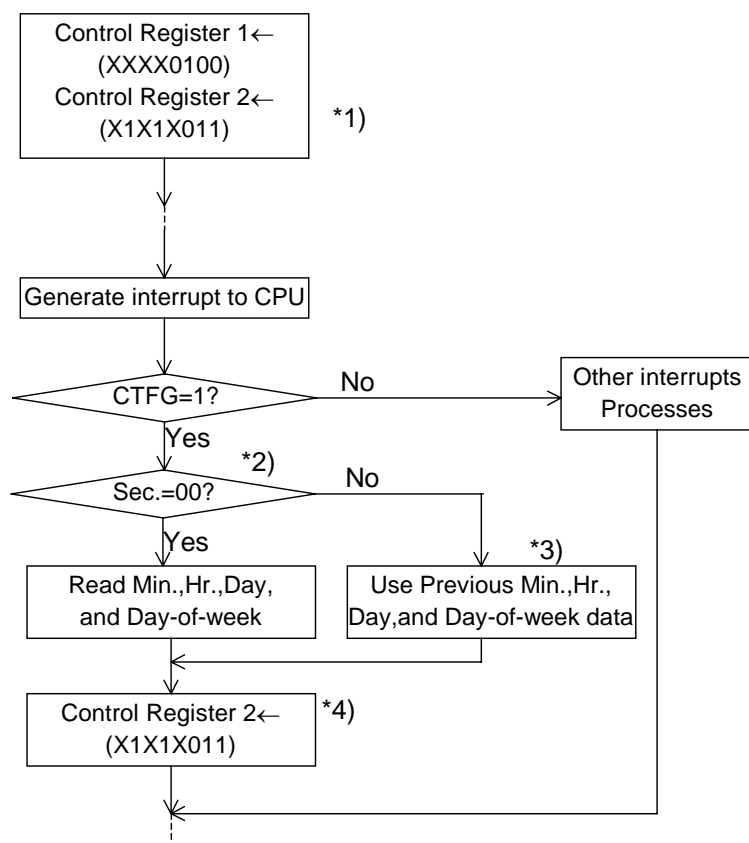 Control Register 1←
(XXXX0100)
Control Register 2←
(X1X1X011)
*1)
Generate interrupt to CPU
CTFG=1?
No
Other interrupts
Processes
Yes
*2)
Sec.=00?
No
Yes
*3)
Read Min.,Hr.,Day,
and Day-of-week
Use Previous Min.,Hr.,
Day,and Day-of-week data
Control Register 2←
(X1X1X011)
*4)